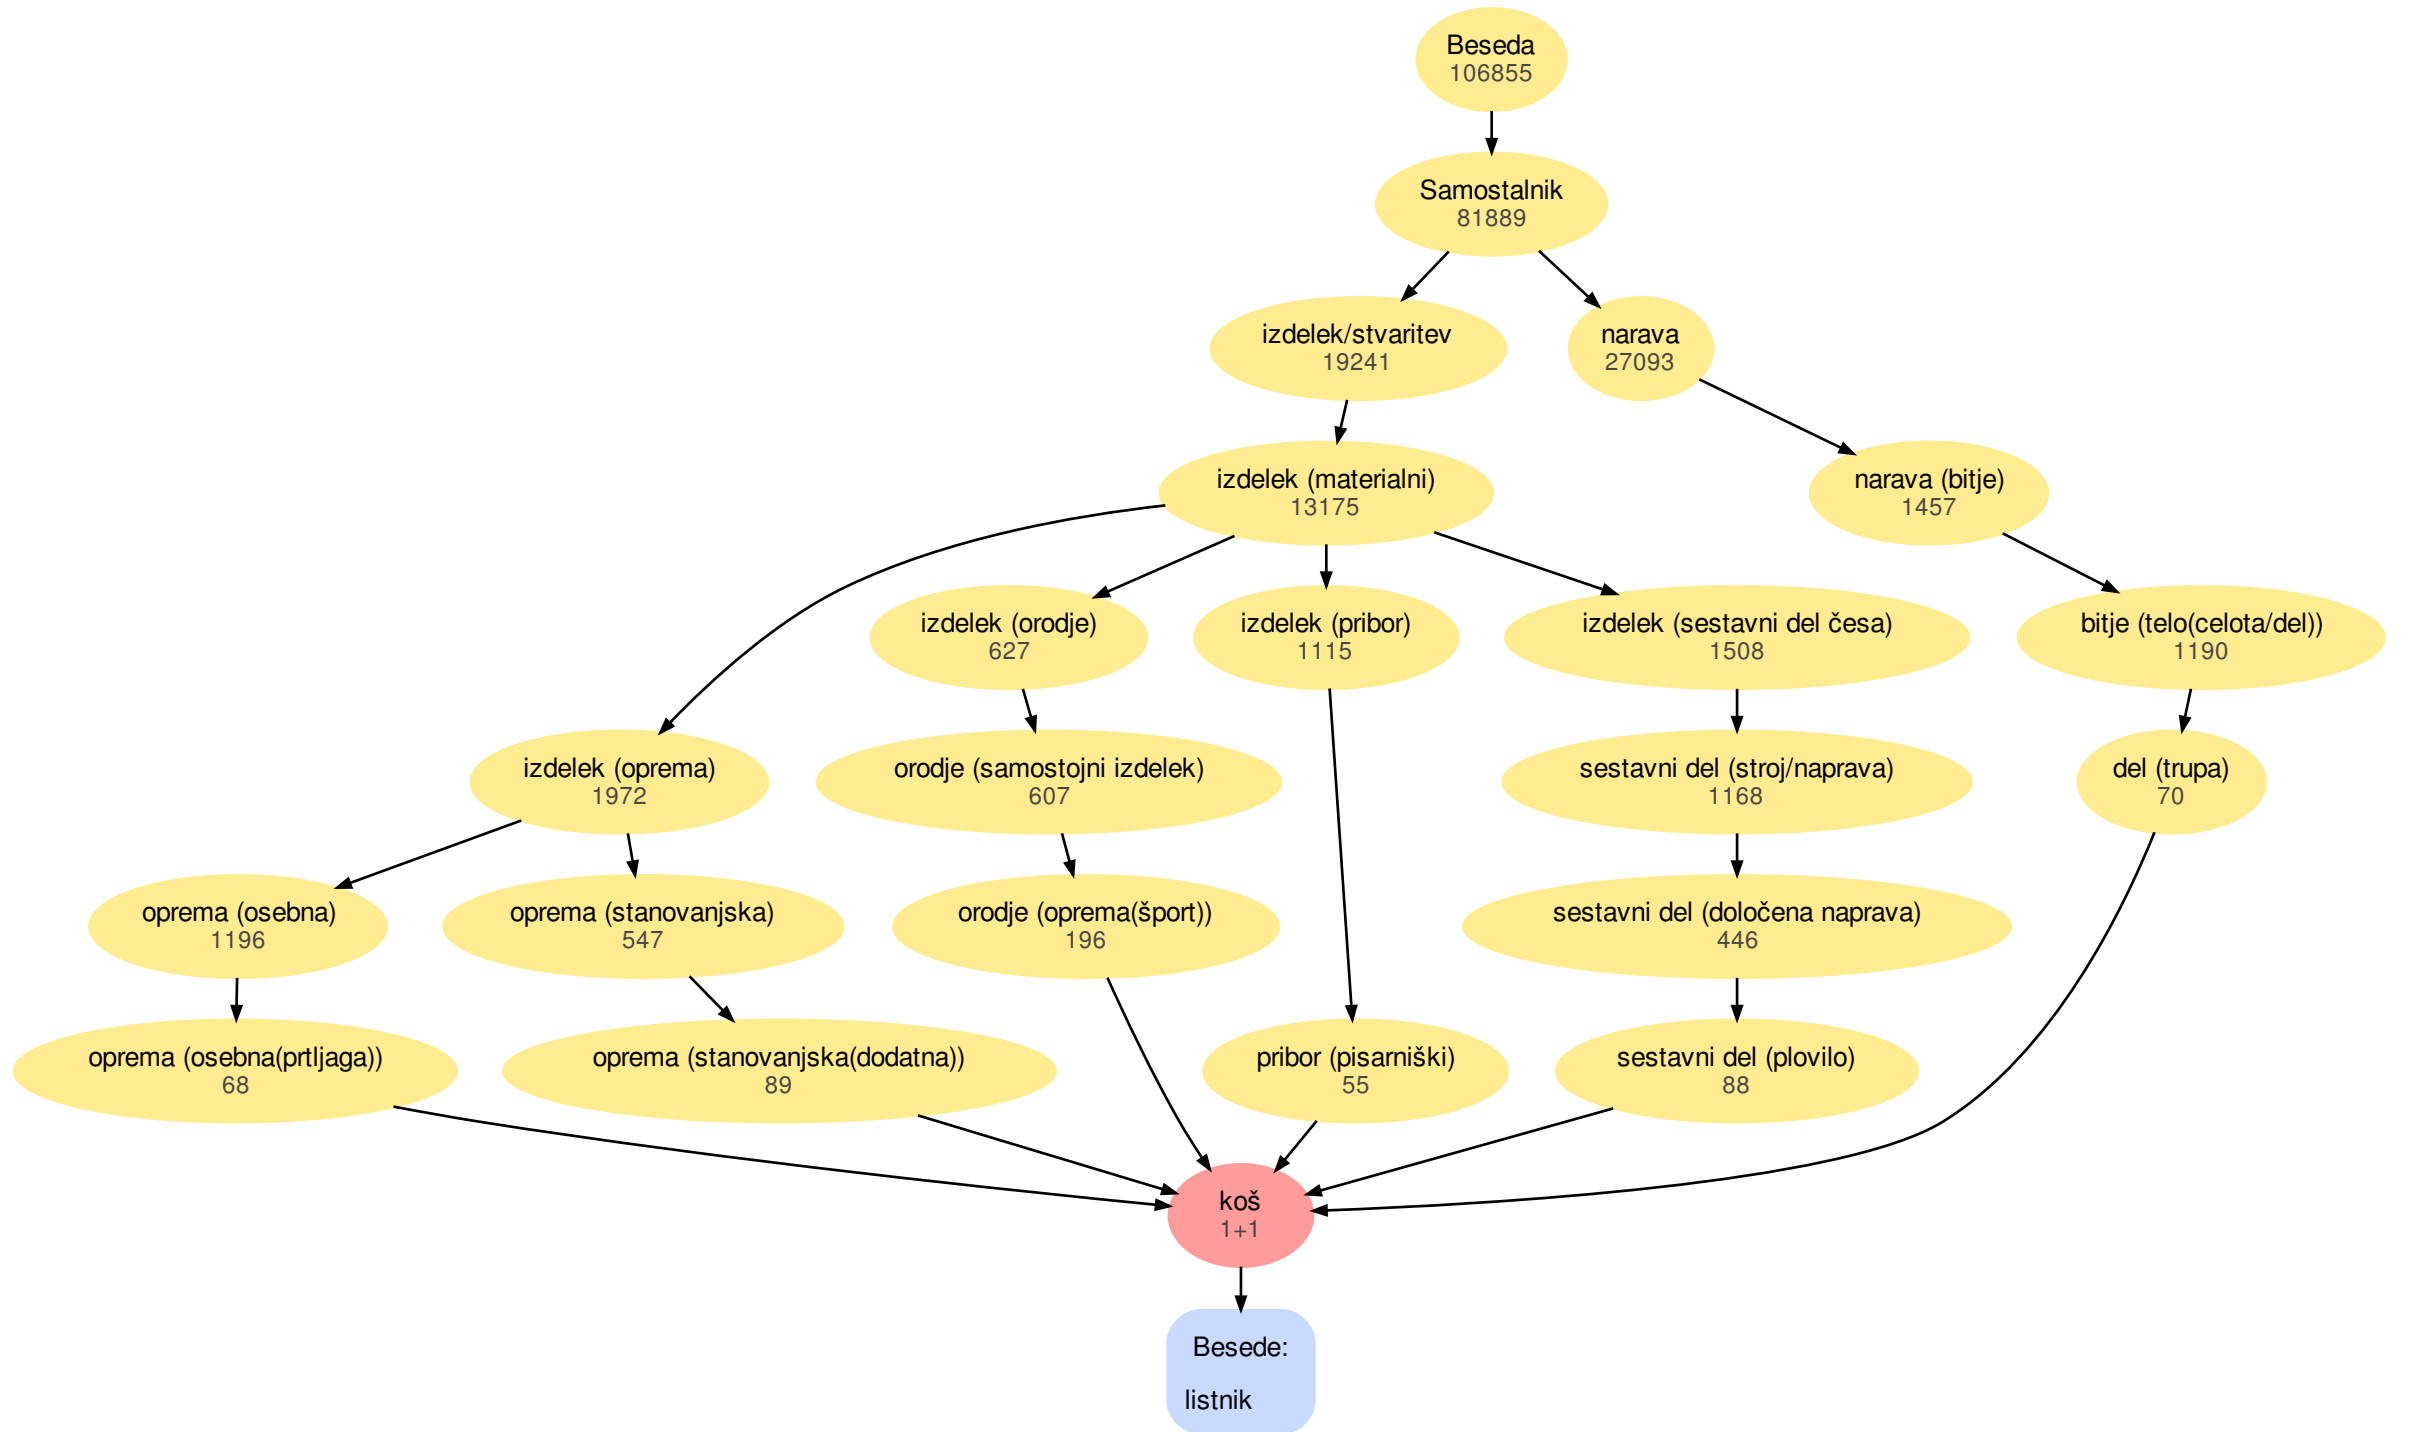 Beseda
106855
Samostalnik
81889
izdelek/stvaritev
19241
narava
27093
izdelek (materialni)
13175
narava (bitje)
1457
izdelek (orodje)
627
izdelek (pribor)
1115
izdelek (sestavni del česa)
1508
bitje (telo(celota/del))
1190
izdelek (oprema)
1972
orodje (samostojni izdelek)
607
sestavni del (stroj/naprava)
1168
del (trupa)
70
oprema (osebna)
1196
oprema (stanovanjska)
547
orodje (oprema(šport))
196
sestavni del (določena naprava)
446
oprema (osebna(prtljaga))
68
oprema (stanovanjska(dodatna))
89
pribor (pisarniški)
55
sestavni del (plovilo)
88
koš
1+1
Besede:
listnik